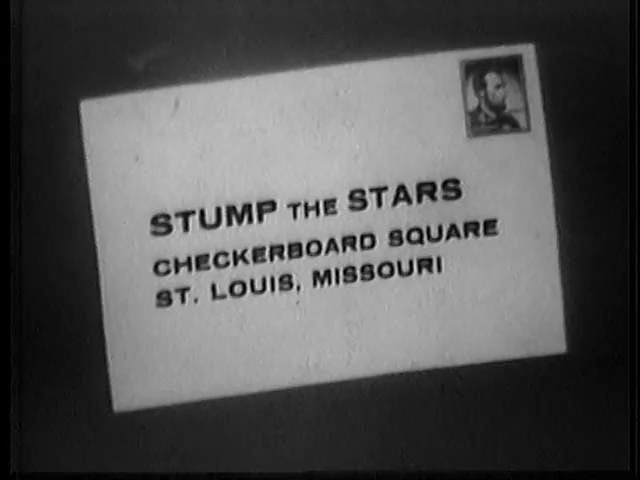 STUMP THE STARS
CHECKERBOARD SQUARE
ST. LOUIS, MISSOURI